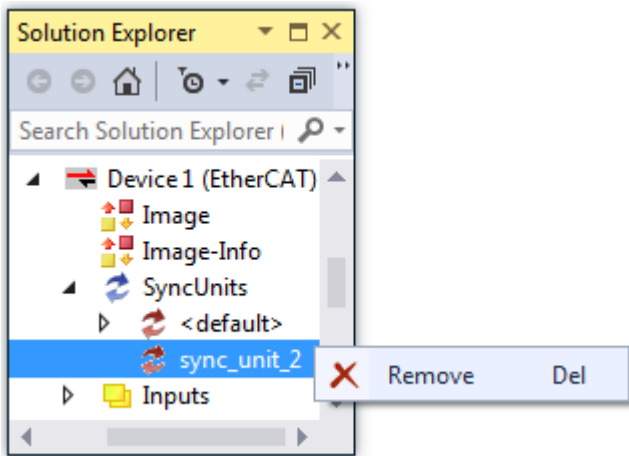 Solution Explorer
Search Solution Explorer (
Device 1 (EtherCAT)
Image
Image-Info
SyncUnits
<default>
sync_unit_2
Remove Del
Inputs